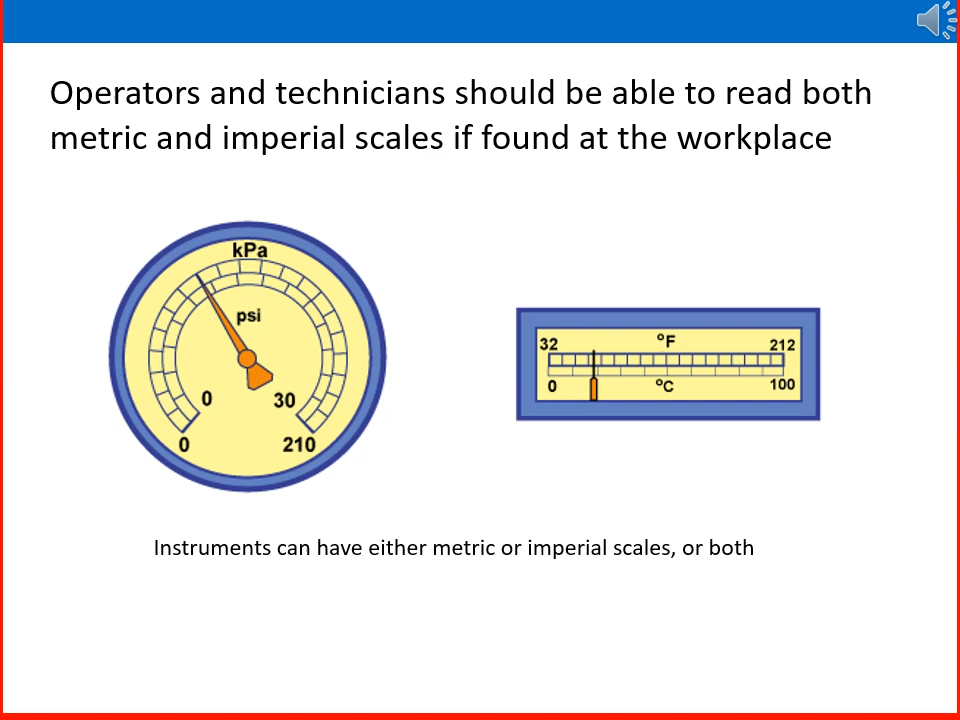 Operators and technicians should be able to read both
metric and imperial scales if found at the workplace
kPa
psi
0
30
0
210
32
°F
212
0
°C
100
Instruments can have either metric or imperial scales, or both